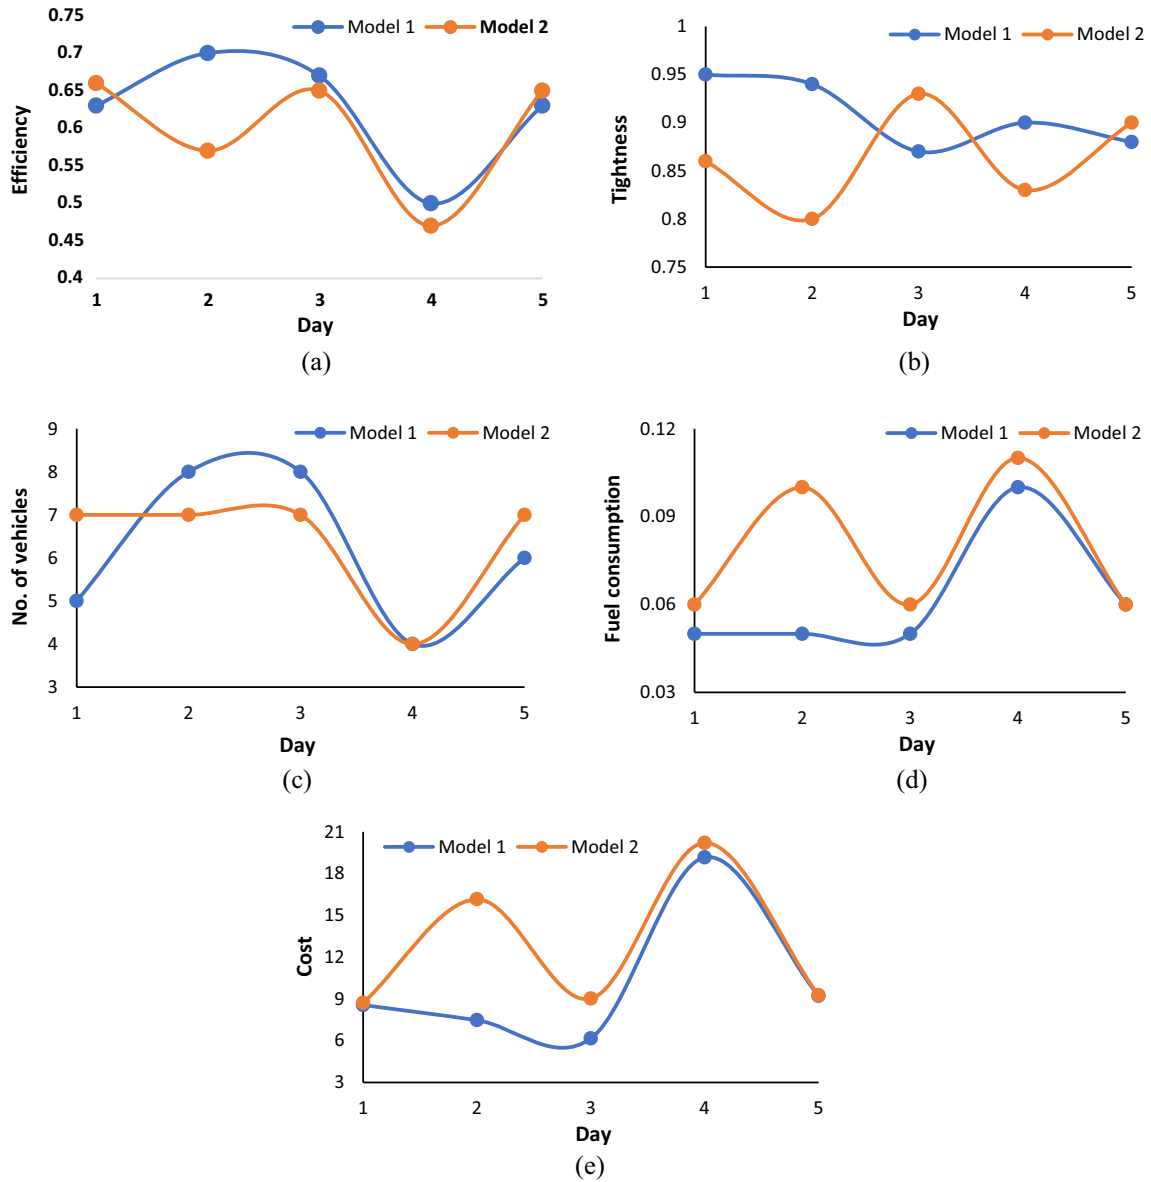 Model 1 Model 2
0.75
0.7
0.65
0.6
0.55
0.5
0.45
0.4
Efficiency
1 2 3 4 5
Day
(a)
Model 1 Model 2
1
0.95
0.9
0.85
0.8
0.75
Tightness
1 2 3 4 5
Day
(b)
Model 1 Model 2
9
8
7
6
5
4
3
No. of vehicles
1 2 3 4 5
Day
(c)
Model 1 Model 2
0.12
0.09
0.06
0.03
Fuel consumption
1 2 3 4 5
Day
(d)
Model 1 Model 2
21
18
15
12
9
6
3
Cost
1 2 3 4 5
Day
(e)